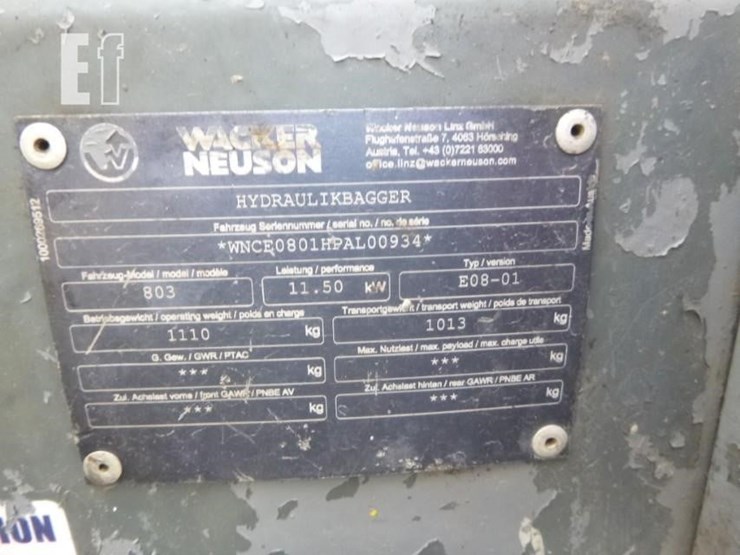 Ef
WACKER
NEUSON
Wacker Neuson Linz GmbH
Flughafenstraße 7, 4063 Hörsching
Austria, Tel. +43 (0)7221 63000
office.linz@wackerneuson.com
HYDRAULIKBAGGER
Fahrzeug Seriennummer / serial no. / no. de série
*WNCE0801HPAL00934*
Fahrzeug-Model / model / modèle
803
Leistung / performance
11.50 kW
Typ / version
E08-01
Betriebsgewicht / operating weight / poids en charge
1110 kg
Transportgewicht / transport weight / poids de transport
1013 kg
G. Gew. / GWR / PTAC
*** kg
Max. Nutzlast / max. payload / max. charge utile
*** kg
Zul. Achslast vorne / front GAWR / PNBE AV
*** kg
Zul. Achslast hinten / rear GAWR / PNBE AR
*** kg
Made in